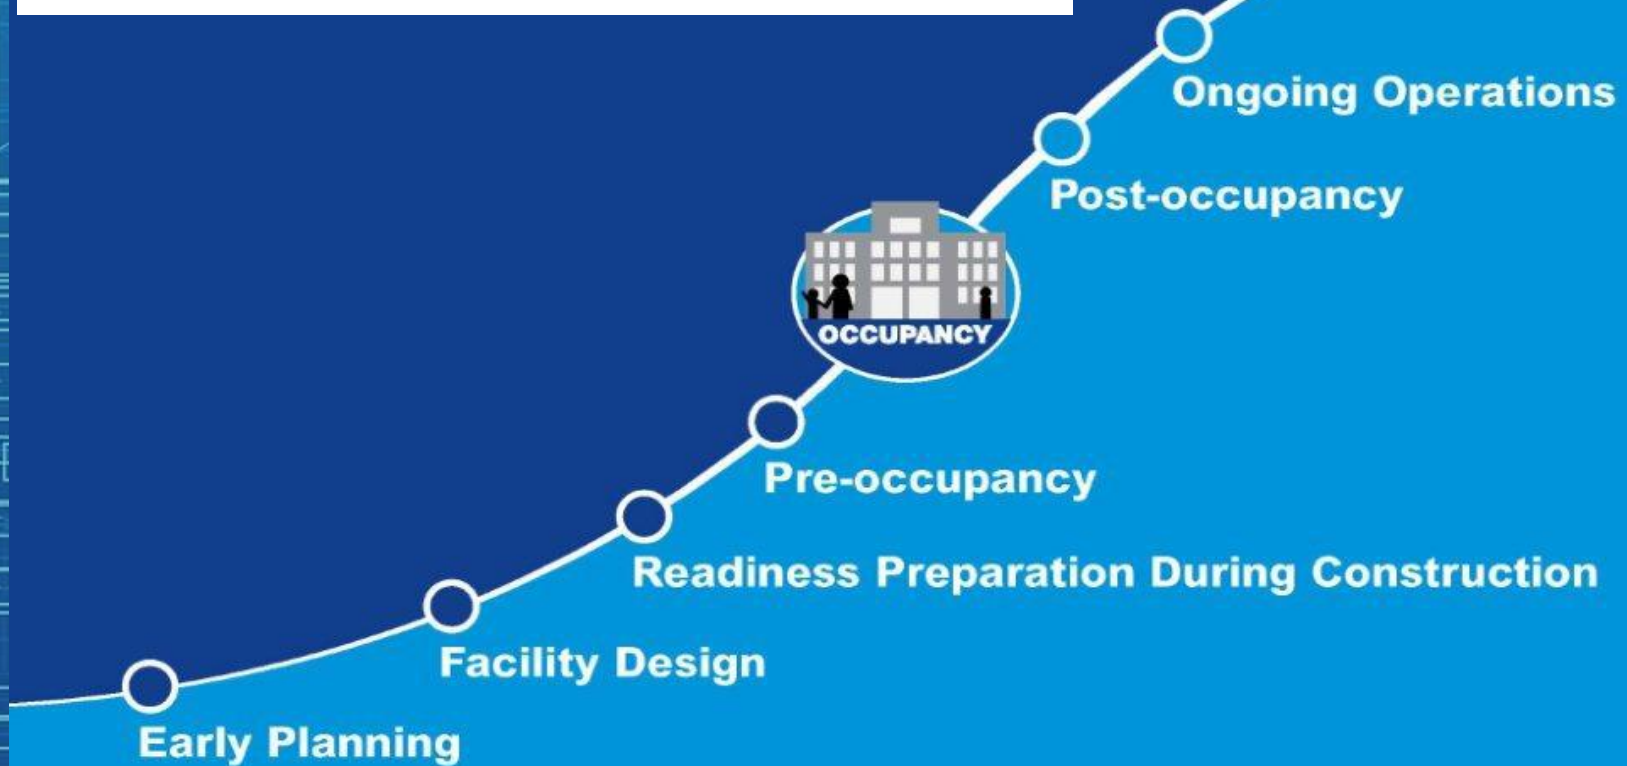 Ongoing Operations
Post-occupancy
OCCUPANCY
Pre-occupancy
Readiness Preparation During Construction
Facility Design
Early Planning